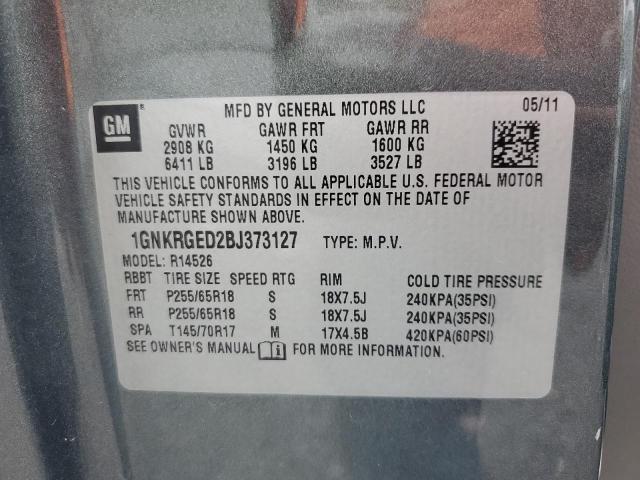 GM
MFD BY GENERAL MOTORS LLC 05/11
GVWR GAWR FRT GAWR RR
2908 KG 1450 KG 1600 KG
6411 LB 3196 LB 3527 LB
THIS VEHICLE CONFORMS TO ALL APPLICABLE U.S. FEDERAL MOTOR
VEHICLE SAFETY STANDARDS IN EFFECT ON THE DATE OF
MANUFACTURE SHOWN ABOVE.
1GNKRGED2BJ373127 TYPE: M.P.V.
MODEL: R14526
RBBT TIRE SIZE SPEED RTG RIM COLD TIRE PRESSURE
FRT P255/65R18 S 18X7.5J 240KPA(35PSI)
RR P255/65R18 S 18X7.5J 240KPA(35PSI)
SPA T145/70R17 M 17X4.5B 420KPA(60PSI)
SEE OWNER'S MANUAL i FOR MORE INFORMATION.